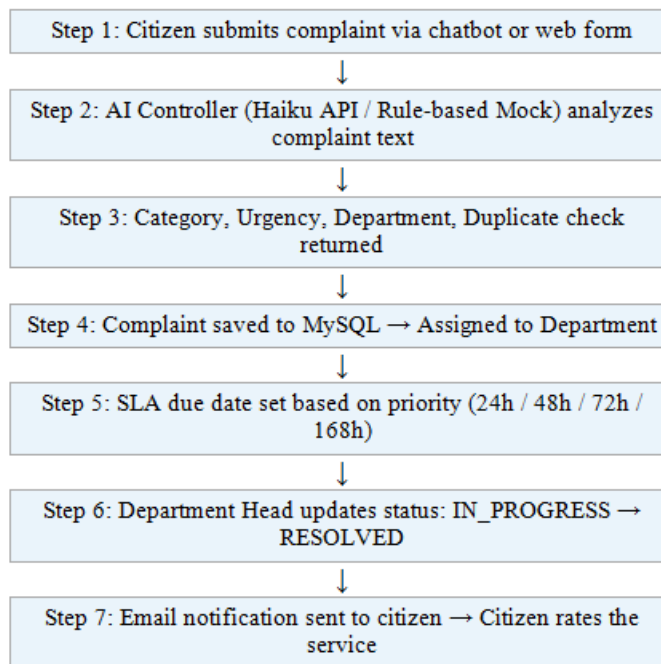 Step 1: Citizen submits complaint via chatbot or web form
↓
Step 2: AI Controller (Haiku API / Rule-based Mock) analyzes
complaint text
↓
Step 3: Category, Urgency, Department, Duplicate check
returned
↓
Step 4: Complaint saved to MySQL → Assigned to Department
↓
Step 5: SLA due date set based on priority (24h / 48h / 72h /
168h)
↓
Step 6: Department Head updates status: IN_PROGRESS →
RESOLVED
↓
Step 7: Email notification sent to citizen → Citizen rates the
service